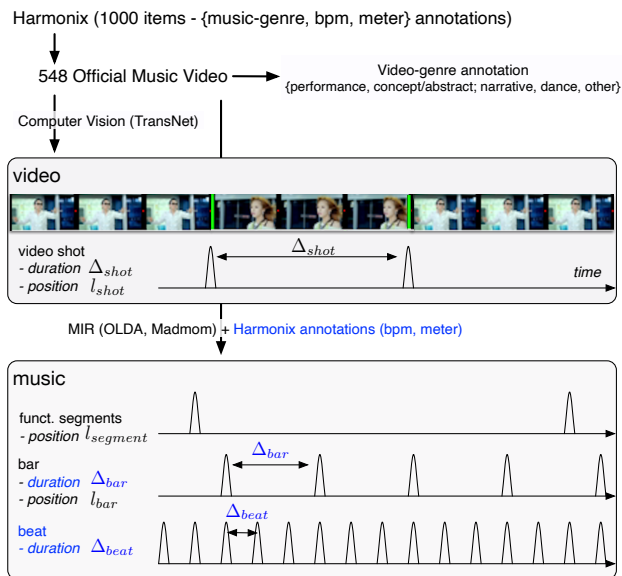 Harmonix (1000 items - {music-genre, bpm, meter} annotations)
548 Official Music Video
Video-genre annotation
{performance, concept/abstract; narrative, dance, other}
Computer Vision (TransNet)
video
video shot
- duration Δshot
- position lshot
Δshot
time
MIR (OLDA, Madmom) + Harmonix annotations (bpm, meter)
music
funct. segments
- position lsegment
bar
- duration Δbar
- position lbar
Δbar
beat
- duration Δbeat
Δbeat